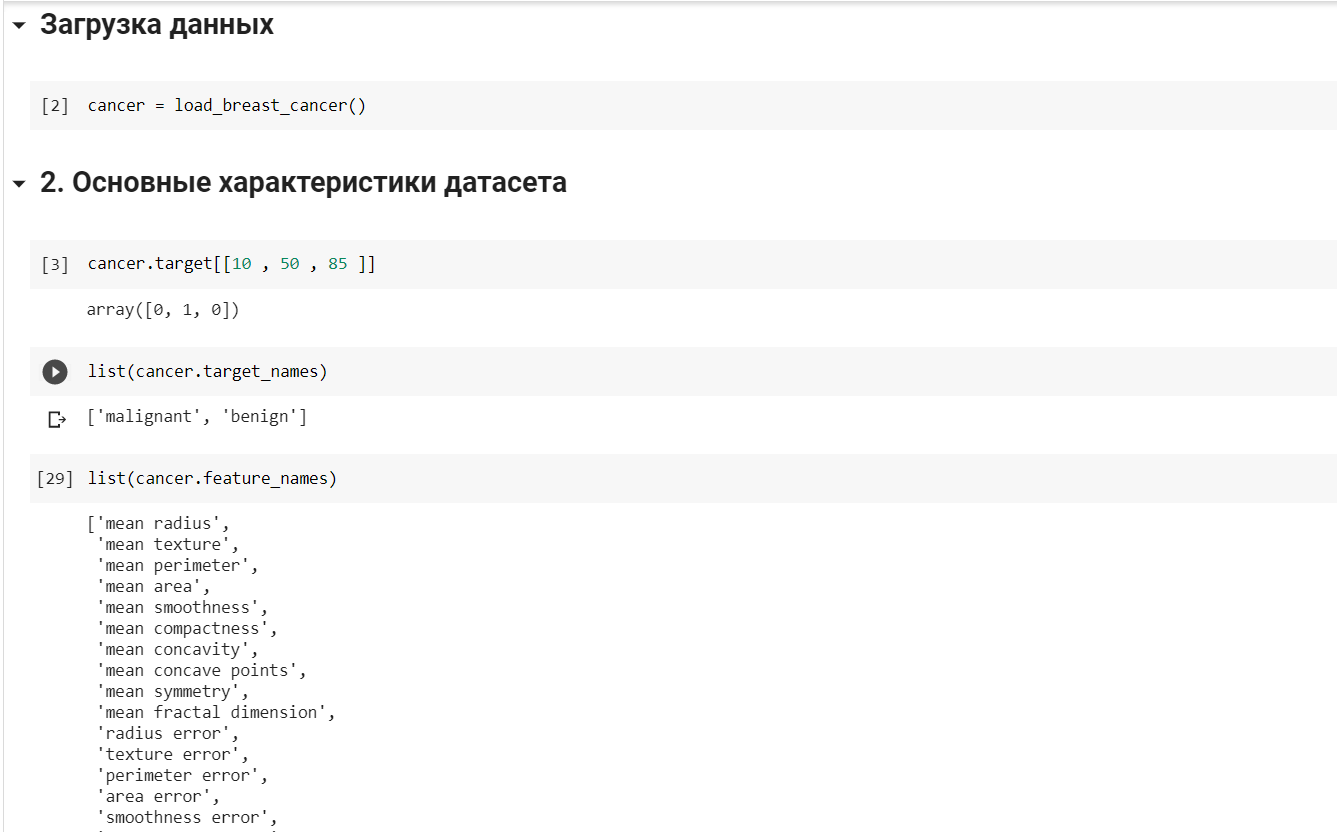 Загрузка данных
[2] cancer = load_breast_cancer()
2. Основные характеристики датасета
[3] cancer.target[[10 , 50 , 85 ]]
array([0, 1, 0])
list(cancer.target_names)
['malignant', 'benign']
[29] list(cancer.feature_names)
['mean radius',
'mean texture',
'mean perimeter',
'mean area',
'mean smoothness',
'mean compactness',
'mean concavity',
'mean concave points',
'mean symmetry',
'mean fractal dimension',
'radius error',
'texture error',
'perimeter error',
'area error',
'smoothness error',